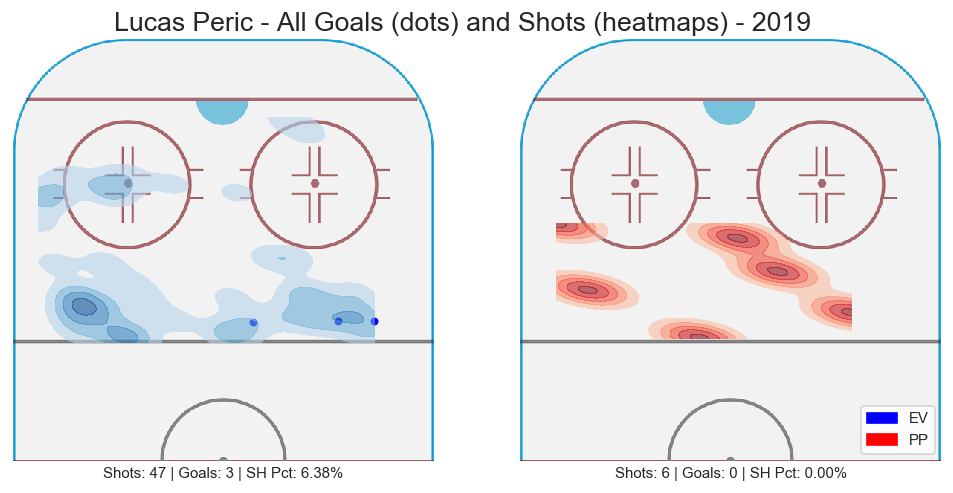 Lucas Peric - All Goals (dots) and Shots (heatmaps) - 2019
EV
PP
Shots: 47 | Goals: 3 | SH Pct: 6.38%
Shots: 6 | Goals: 0 | SH Pct: 0.00%